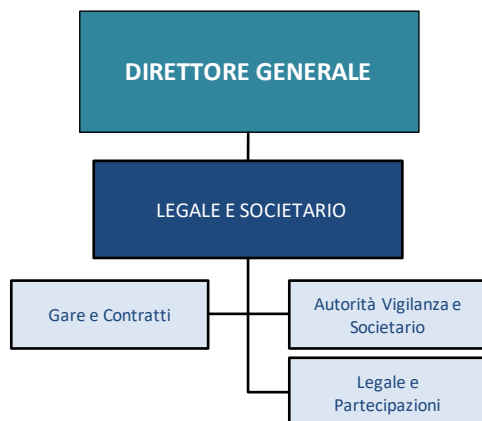 DIRETTORE GENERALE
LEGALE E SOCIETARIO
Gare e Contratti
Autorità Vigilanza e
Societario
Legale e
Partecipazioni